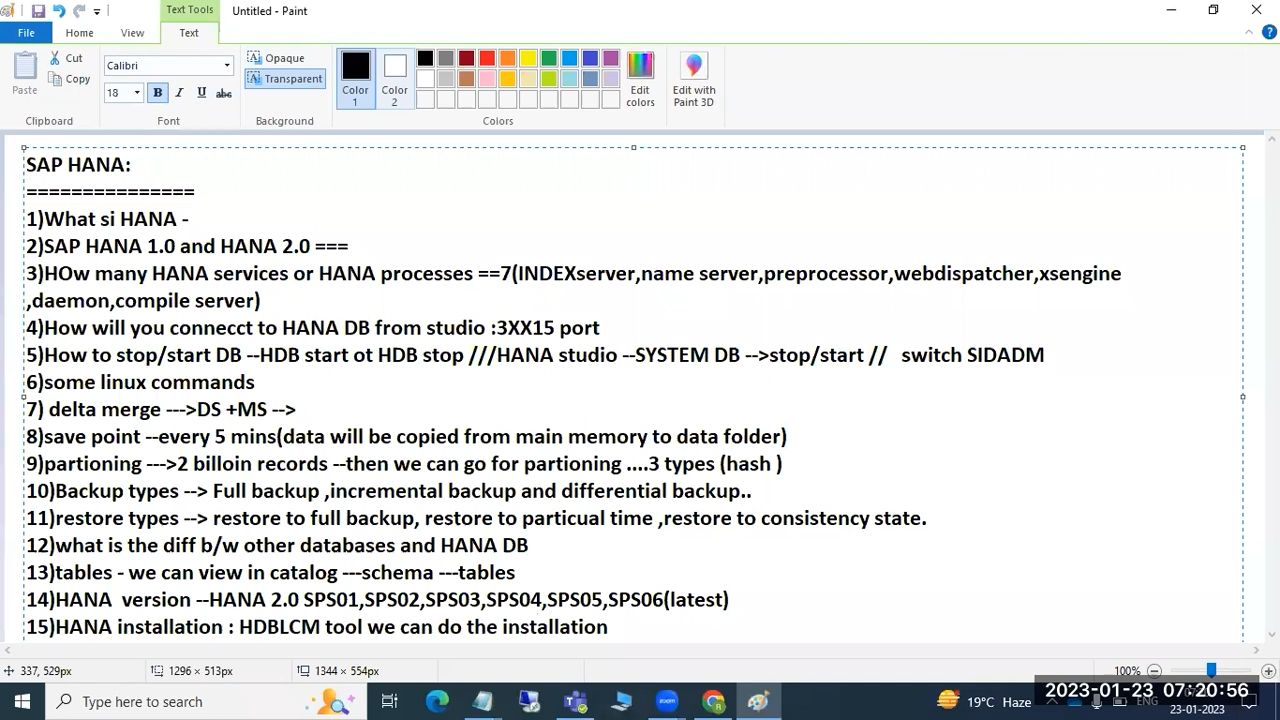 Text Tools
Untitled - Paint
File
Home
View
Text
Cut
Copy
Paste
Clipboard
Calibri
18
B
I
U
abc
Font
Opaque
Transparent
Background
Color 1
Color 2
Edit colors
Colors
Edit with Paint 3D
SAP HANA:
===============
1)What si HANA -
2)SAP HANA 1.0 and HANA 2.0 ===
3)HOw many HANA services or HANA processes ==7(INDEXserver,name server,preprocessor,webdispatcher,xsengine
,daemon,compile server)
4)How will you connecct to HANA DB from studio :3XX15 port
5)How to stop/start DB --HDB start ot HDB stop ///HANA studio --SYSTEM DB -->stop/start // switch SIDADM
6)some linux commands
7) delta merge --->DS +MS -->
8)save point --every 5 mins(data will be copied from main memory to data folder)
9)partioning --->2 billoin records --then we can go for partioning ....3 types (hash )
10)Backup types --> Full backup ,incremental backup and differential backup..
11)restore types --> restore to full backup, restore to particual time ,restore to consistency state.
12)what is the diff b/w other databases and HANA DB
13)tables - we can view in catalog ---schema ---tables
14)HANA version --HANA 2.0 SPS01,SPS02,SPS03,SPS04,SPS05,SPS06(latest)
15)HANA installation : HDBLCM tool we can do the installation
337, 529px
1296 × 513px
1344 × 554px
100%
Type here to search
19°C Haze
ENG
2023-01-23 07:20:56
23-01-2023